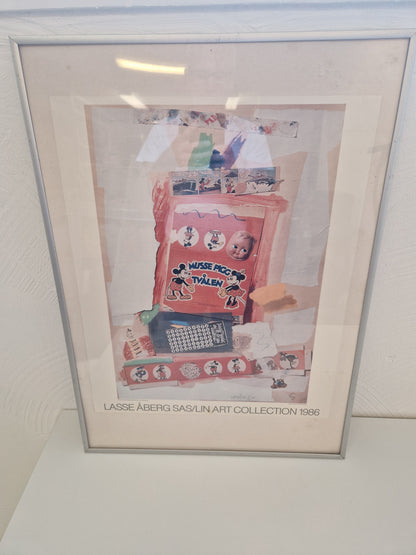 MUSSE PIGG
TVÅLEN
LASSE ÅBERG SAS/LIN ART COLLECTION 1986